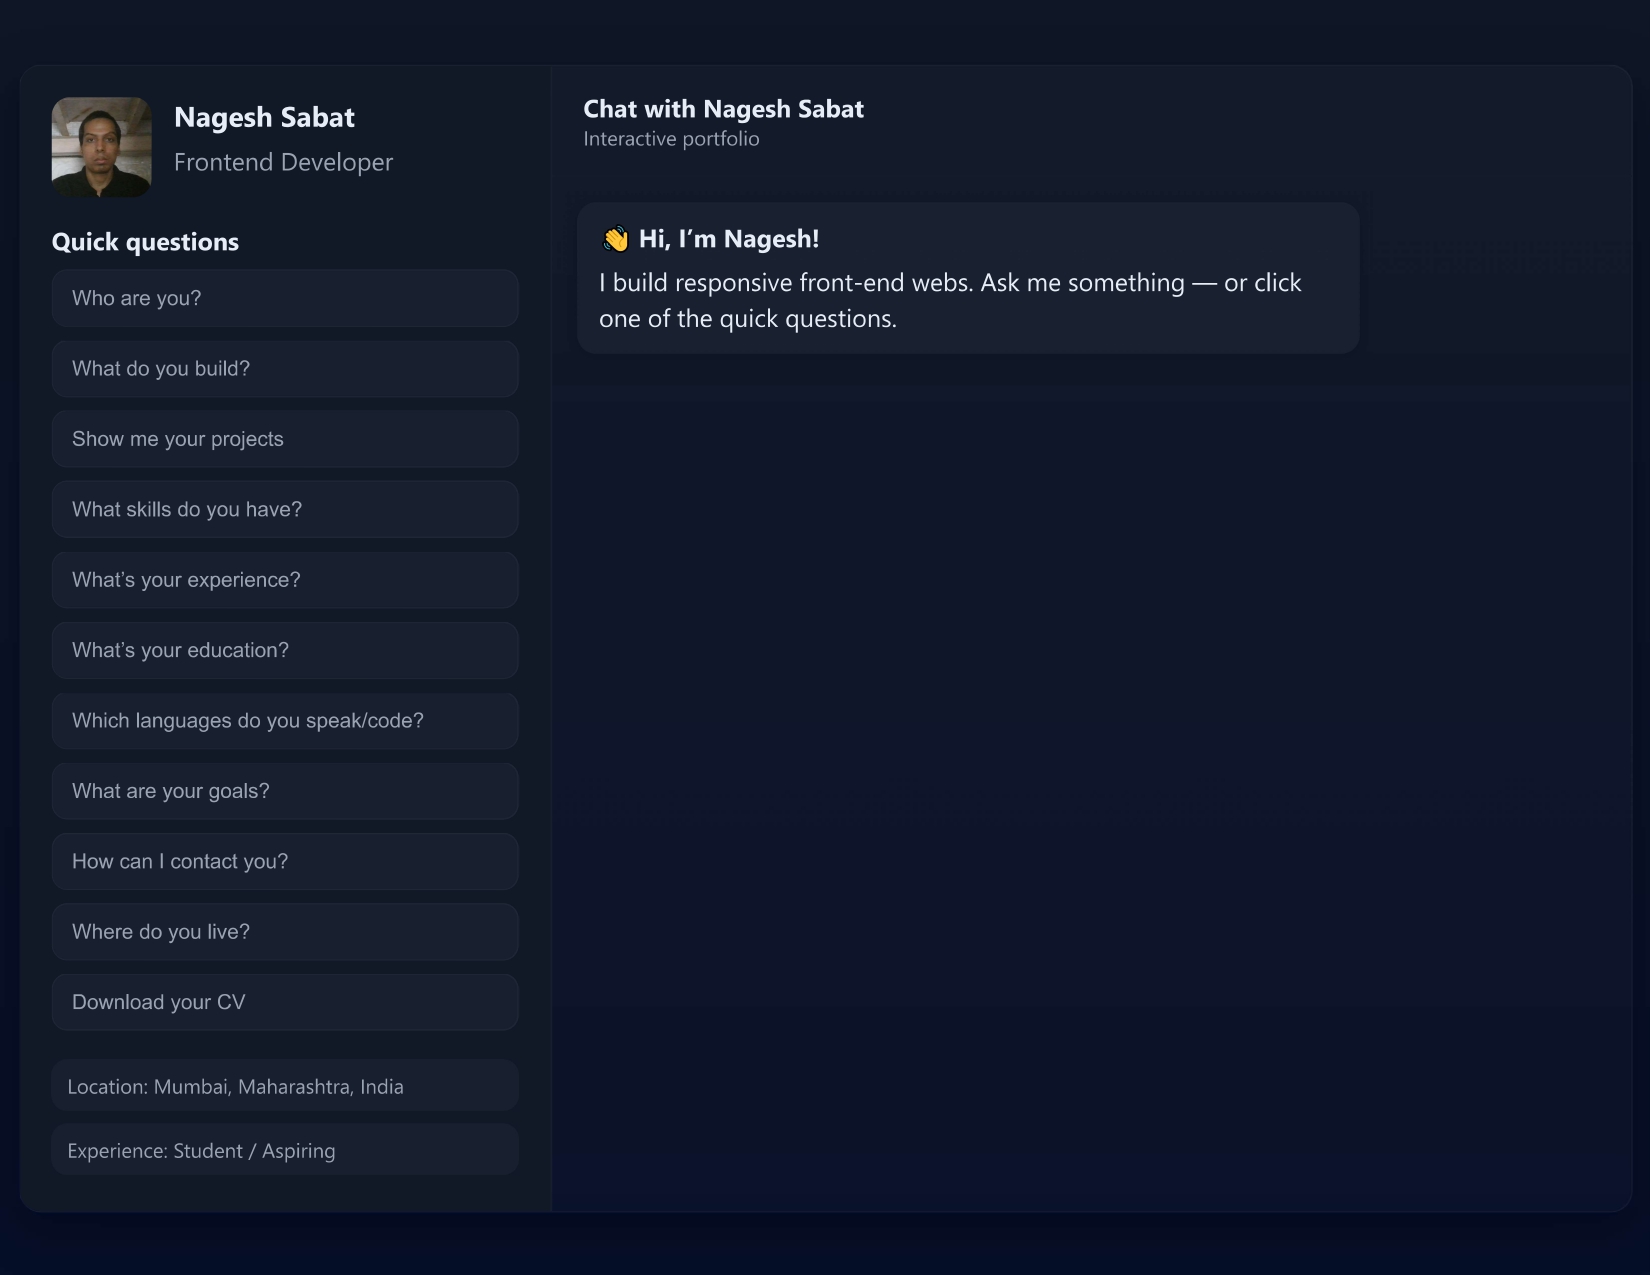 Nagesh Sabat
Frontend Developer
Quick questions
Who are you?
What do you build?
Show me your projects
What skills do you have?
What’s your experience?
What’s your education?
Which languages do you speak/code?
What are your goals?
How can I contact you?
Where do you live?
Download your CV
Location: Mumbai, Maharashtra, India
Experience: Student / Aspiring
Chat with Nagesh Sabat
Interactive portfolio
👋 Hi, I’m Nagesh!
I build responsive front-end webs. Ask me something — or click
one of the quick questions.